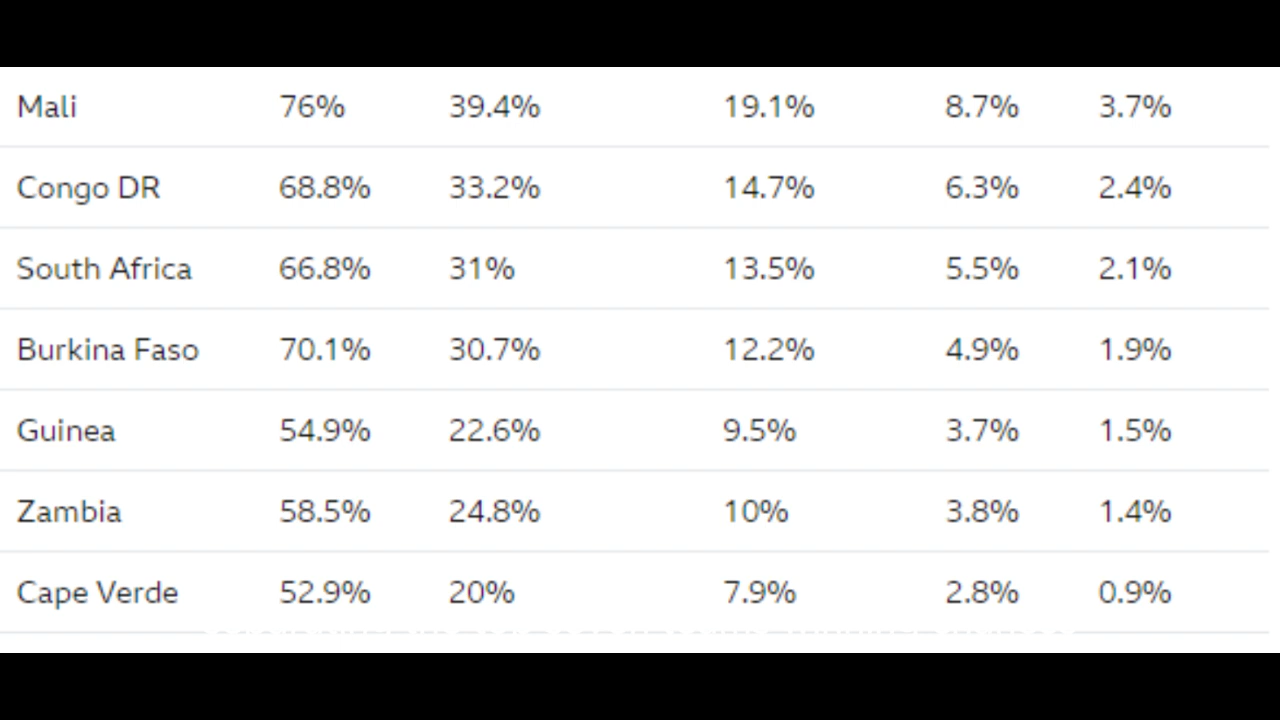 Mali 76% 39.4% 19.1% 8.7% 3.7%
Congo DR 68.8% 33.2% 14.7% 6.3% 2.4%
South Africa 66.8% 31% 13.5% 5.5% 2.1%
Burkina Faso 70.1% 30.7% 12.2% 4.9% 1.9%
Guinea 54.9% 22.6% 9.5% 3.7% 1.5%
Zambia 58.5% 24.8% 10% 3.8% 1.4%
Cape Verde 52.9% 20% 7.9% 2.8% 0.9%